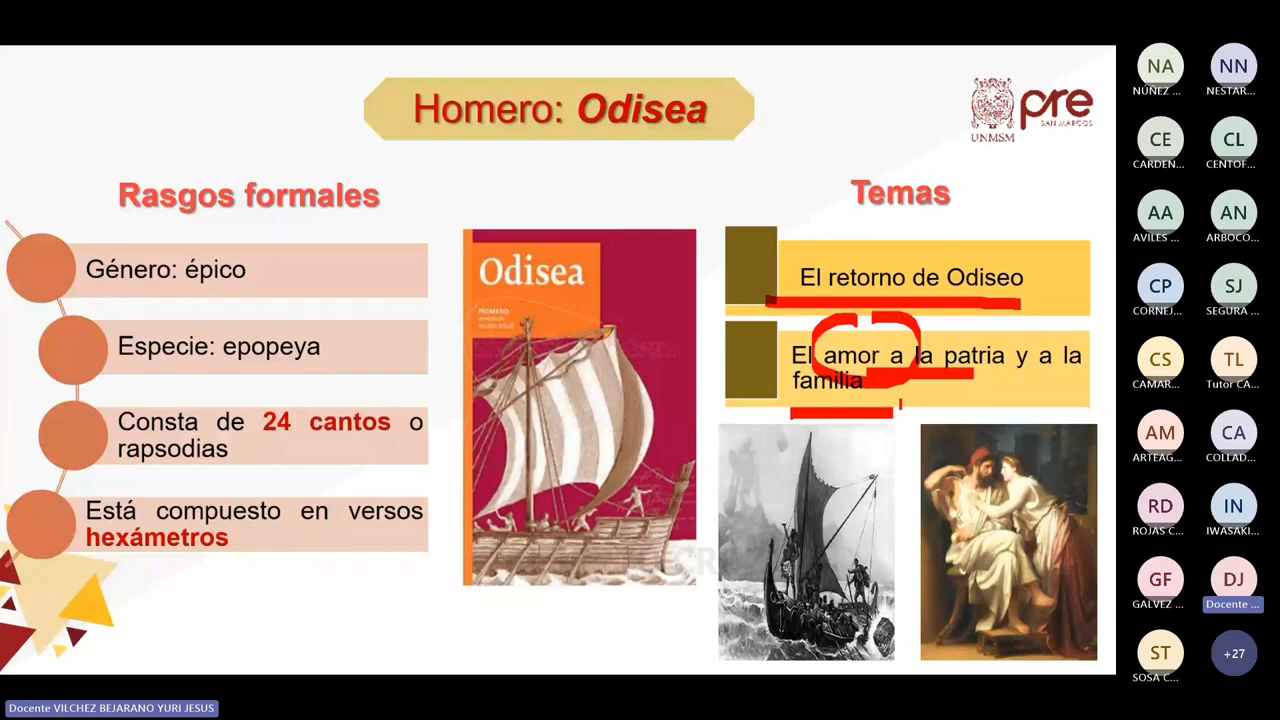 Homero: Odisea
UNMSM
pre
SAN MARCOS
Rasgos formales
Género: épico
Especie: epopeya
Consta de 24 cantos o
rapsodias
Está compuesto en versos
hexámetros
Odisea
HOMERO
Temas
El retorno de Odiseo
El amor a la patria y a la
familia
NA
NUÑEZ ...
NN
NESTAR...
CE
CARDEN...
CL
CENTOF...
AA
AVILES ...
AN
ARBOCO...
CP
CORNEJ...
SJ
SEGURA ...
CS
CAMAR...
TL
Tutor CA...
AM
ARTEAG...
CA
COLLAD...
RD
ROJAS C...
IN
IWASAKI...
GF
GALVEZ ...
DJ
Docente ...
ST
SOSA C...
+27
Docente VILCHEZ BEJARANO YURI JESUS